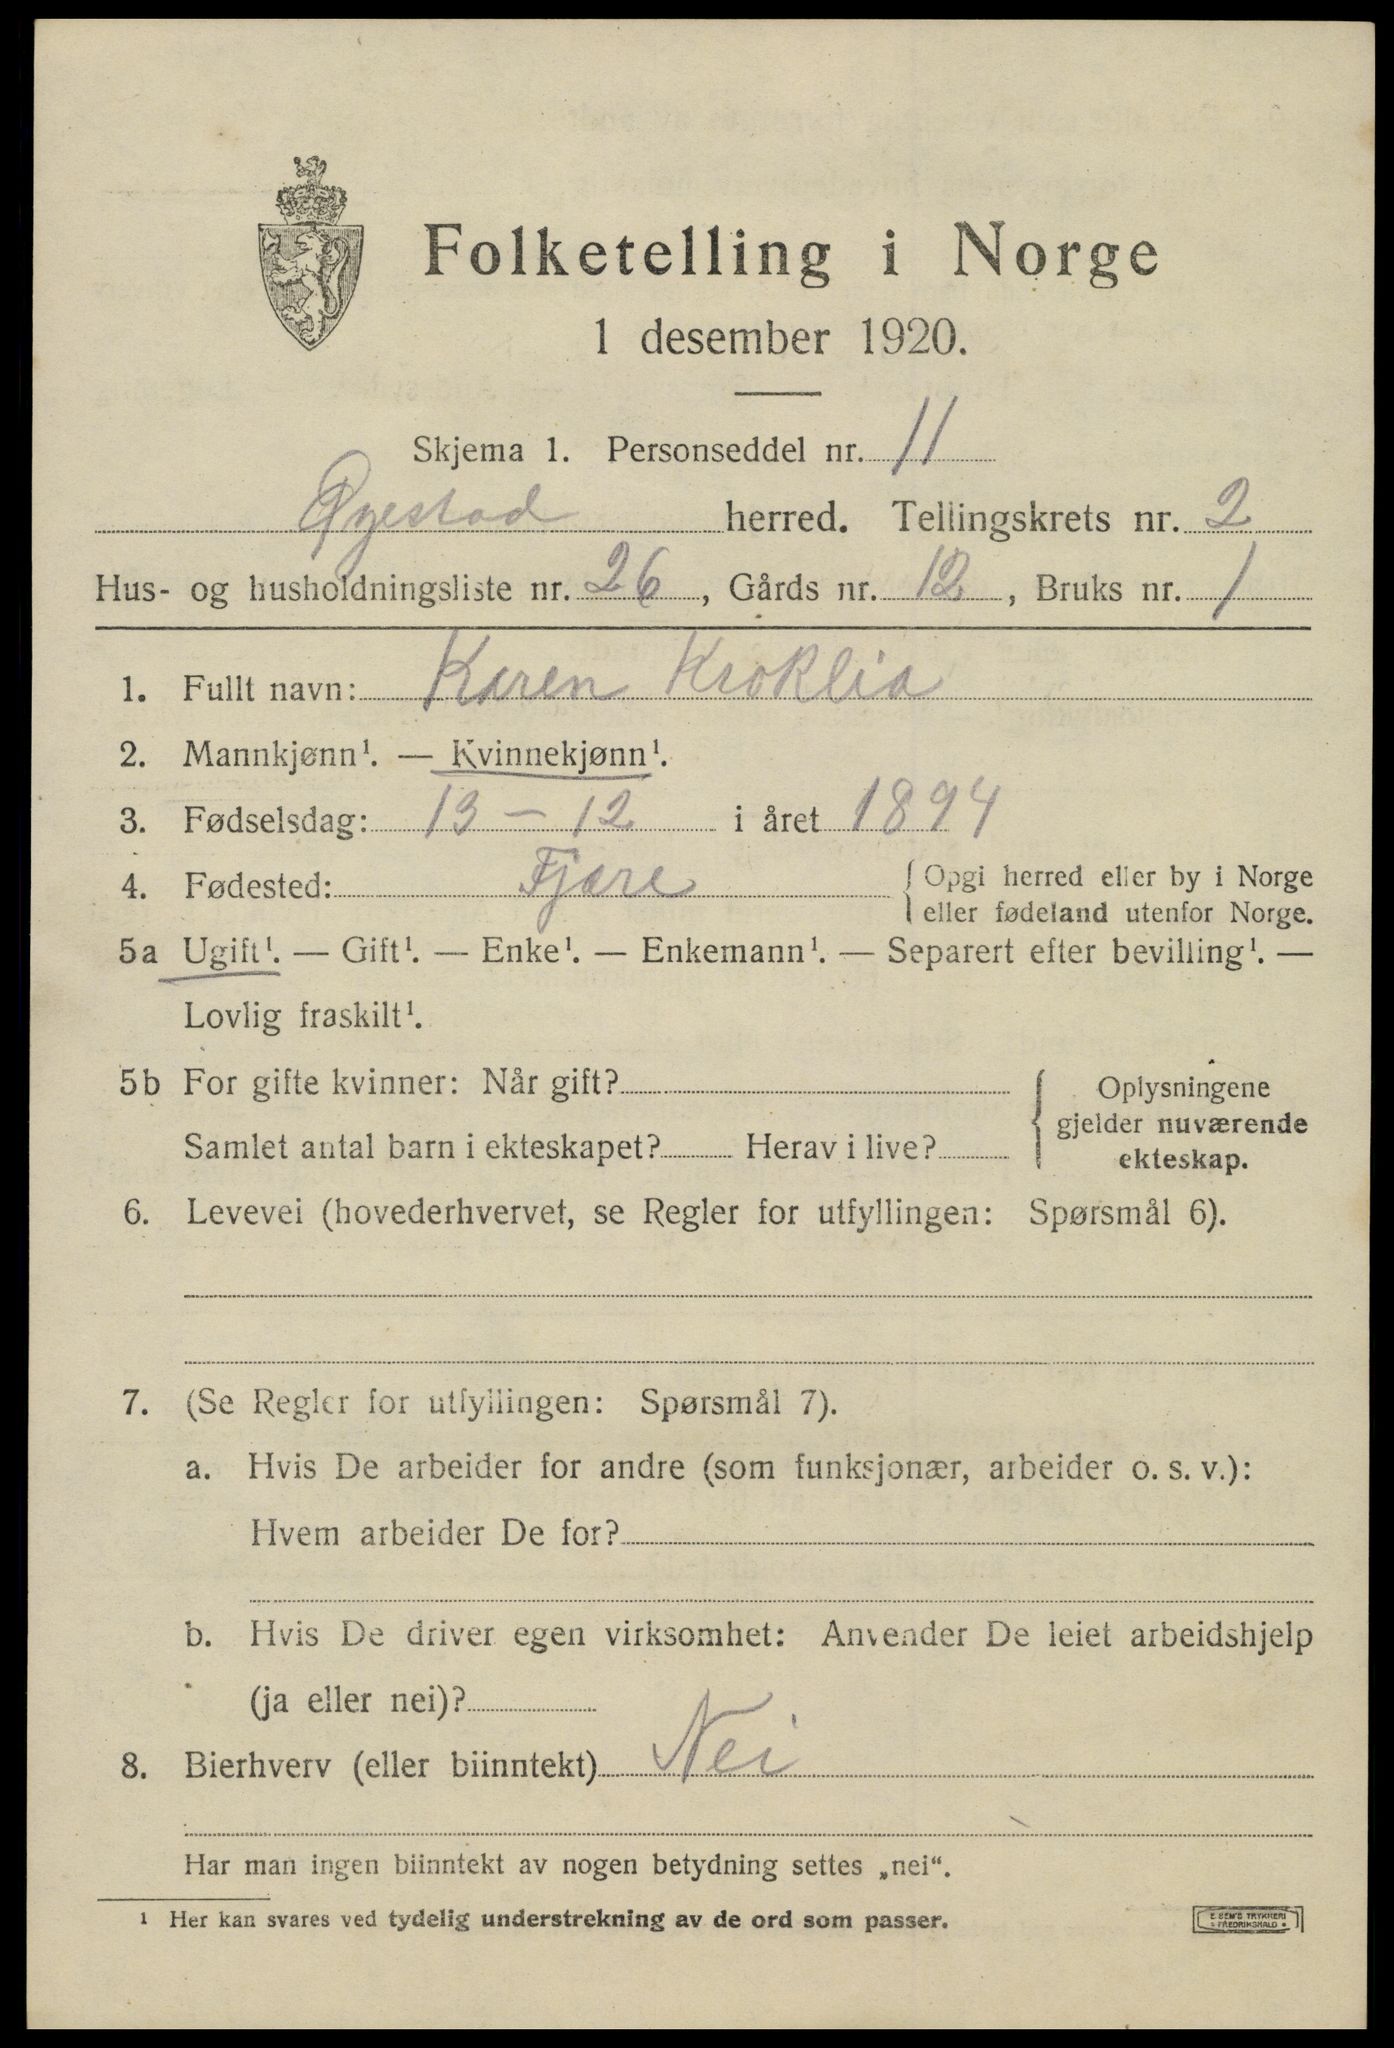 Folketelling i Norge
1 desember 1920.
Skjema 1. Personseddel nr. 11
Øyestad herred. Tellingskrets nr. 2
Hus- og husholdningsliste nr. 26, Gårds nr. 12, Bruks nr. 1
1. Fullt navn: Karen Kroklia
2. Mannkjønn¹. — Kvinnekjønn¹.
3. Fødselsdag: 13 – 12 i året 1894
4. Fødested: Fjære {Opgi herred eller by i Norge
eller fødeland utenfor Norge.
5a Ugift¹. — Gift¹. — Enke¹. — Enkemann¹. — Separert efter bevilling¹. —
Lovlig fraskilt¹.
5b For gifte kvinner: Når gift?
Samlet antal barn i ekteskapet? Herav i live?
{Oplysningene
gjelder nuværende
ekteskap.
6. Levevei (hovederhvervet, se Regler for utfyllingen: Spørsmål 6).
7. (Se Regler for utfyllingen: Spørsmål 7).
a. Hvis De arbeider for andre (som funksjonær, arbeider o. s. v.):
Hvem arbeider De for?
b. Hvis De driver egen virksomhet: Anvender De leiet arbeidshjelp
(ja eller nei)?
8. Bierhverv (eller biinntekt) Nei
Har man ingen biinntekt av nogen betydning settes „nei“.
¹ Her kan svares ved tydelig understrekning av de ord som passer.
E SEM'S TRYKKERI
• FREDRIKSHALD •